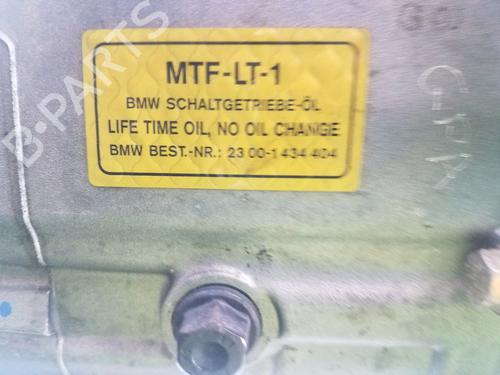 MTF-LT-1
BMW SCHALTGETRIEBE-ÖL
LIFE TIME OIL, NO OIL CHANGE
BMW BEST.-NR.: 23 00-1 434 404
B-PARTS